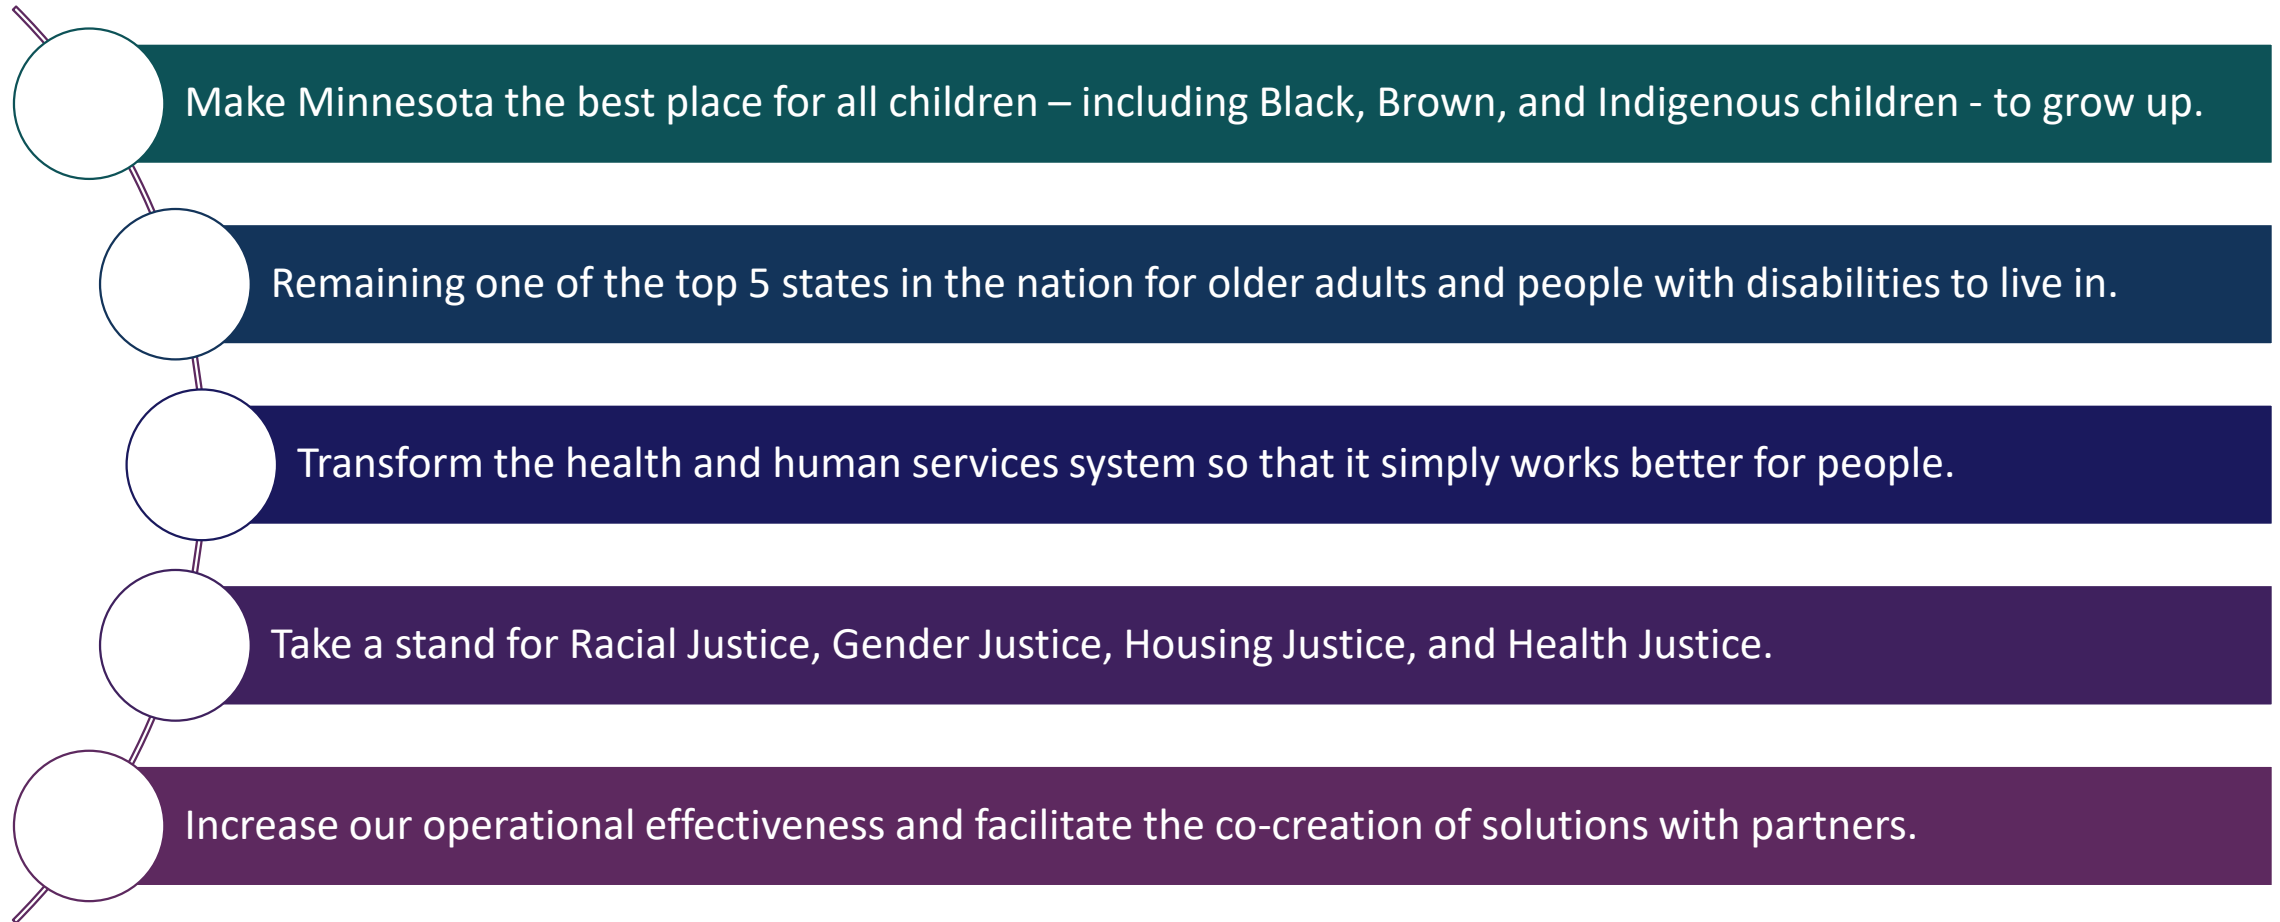 Make Minnesota the best place for all children – including Black, Brown, and Indigenous children - to grow up.
Remaining one of the top 5 states in the nation for older adults and people with disabilities to live in.
Transform the health and human services system so that it simply works better for people.
Take a stand for Racial Justice, Gender Justice, Housing Justice, and Health Justice.
Increase our operational effectiveness and facilitate the co-creation of solutions with partners.